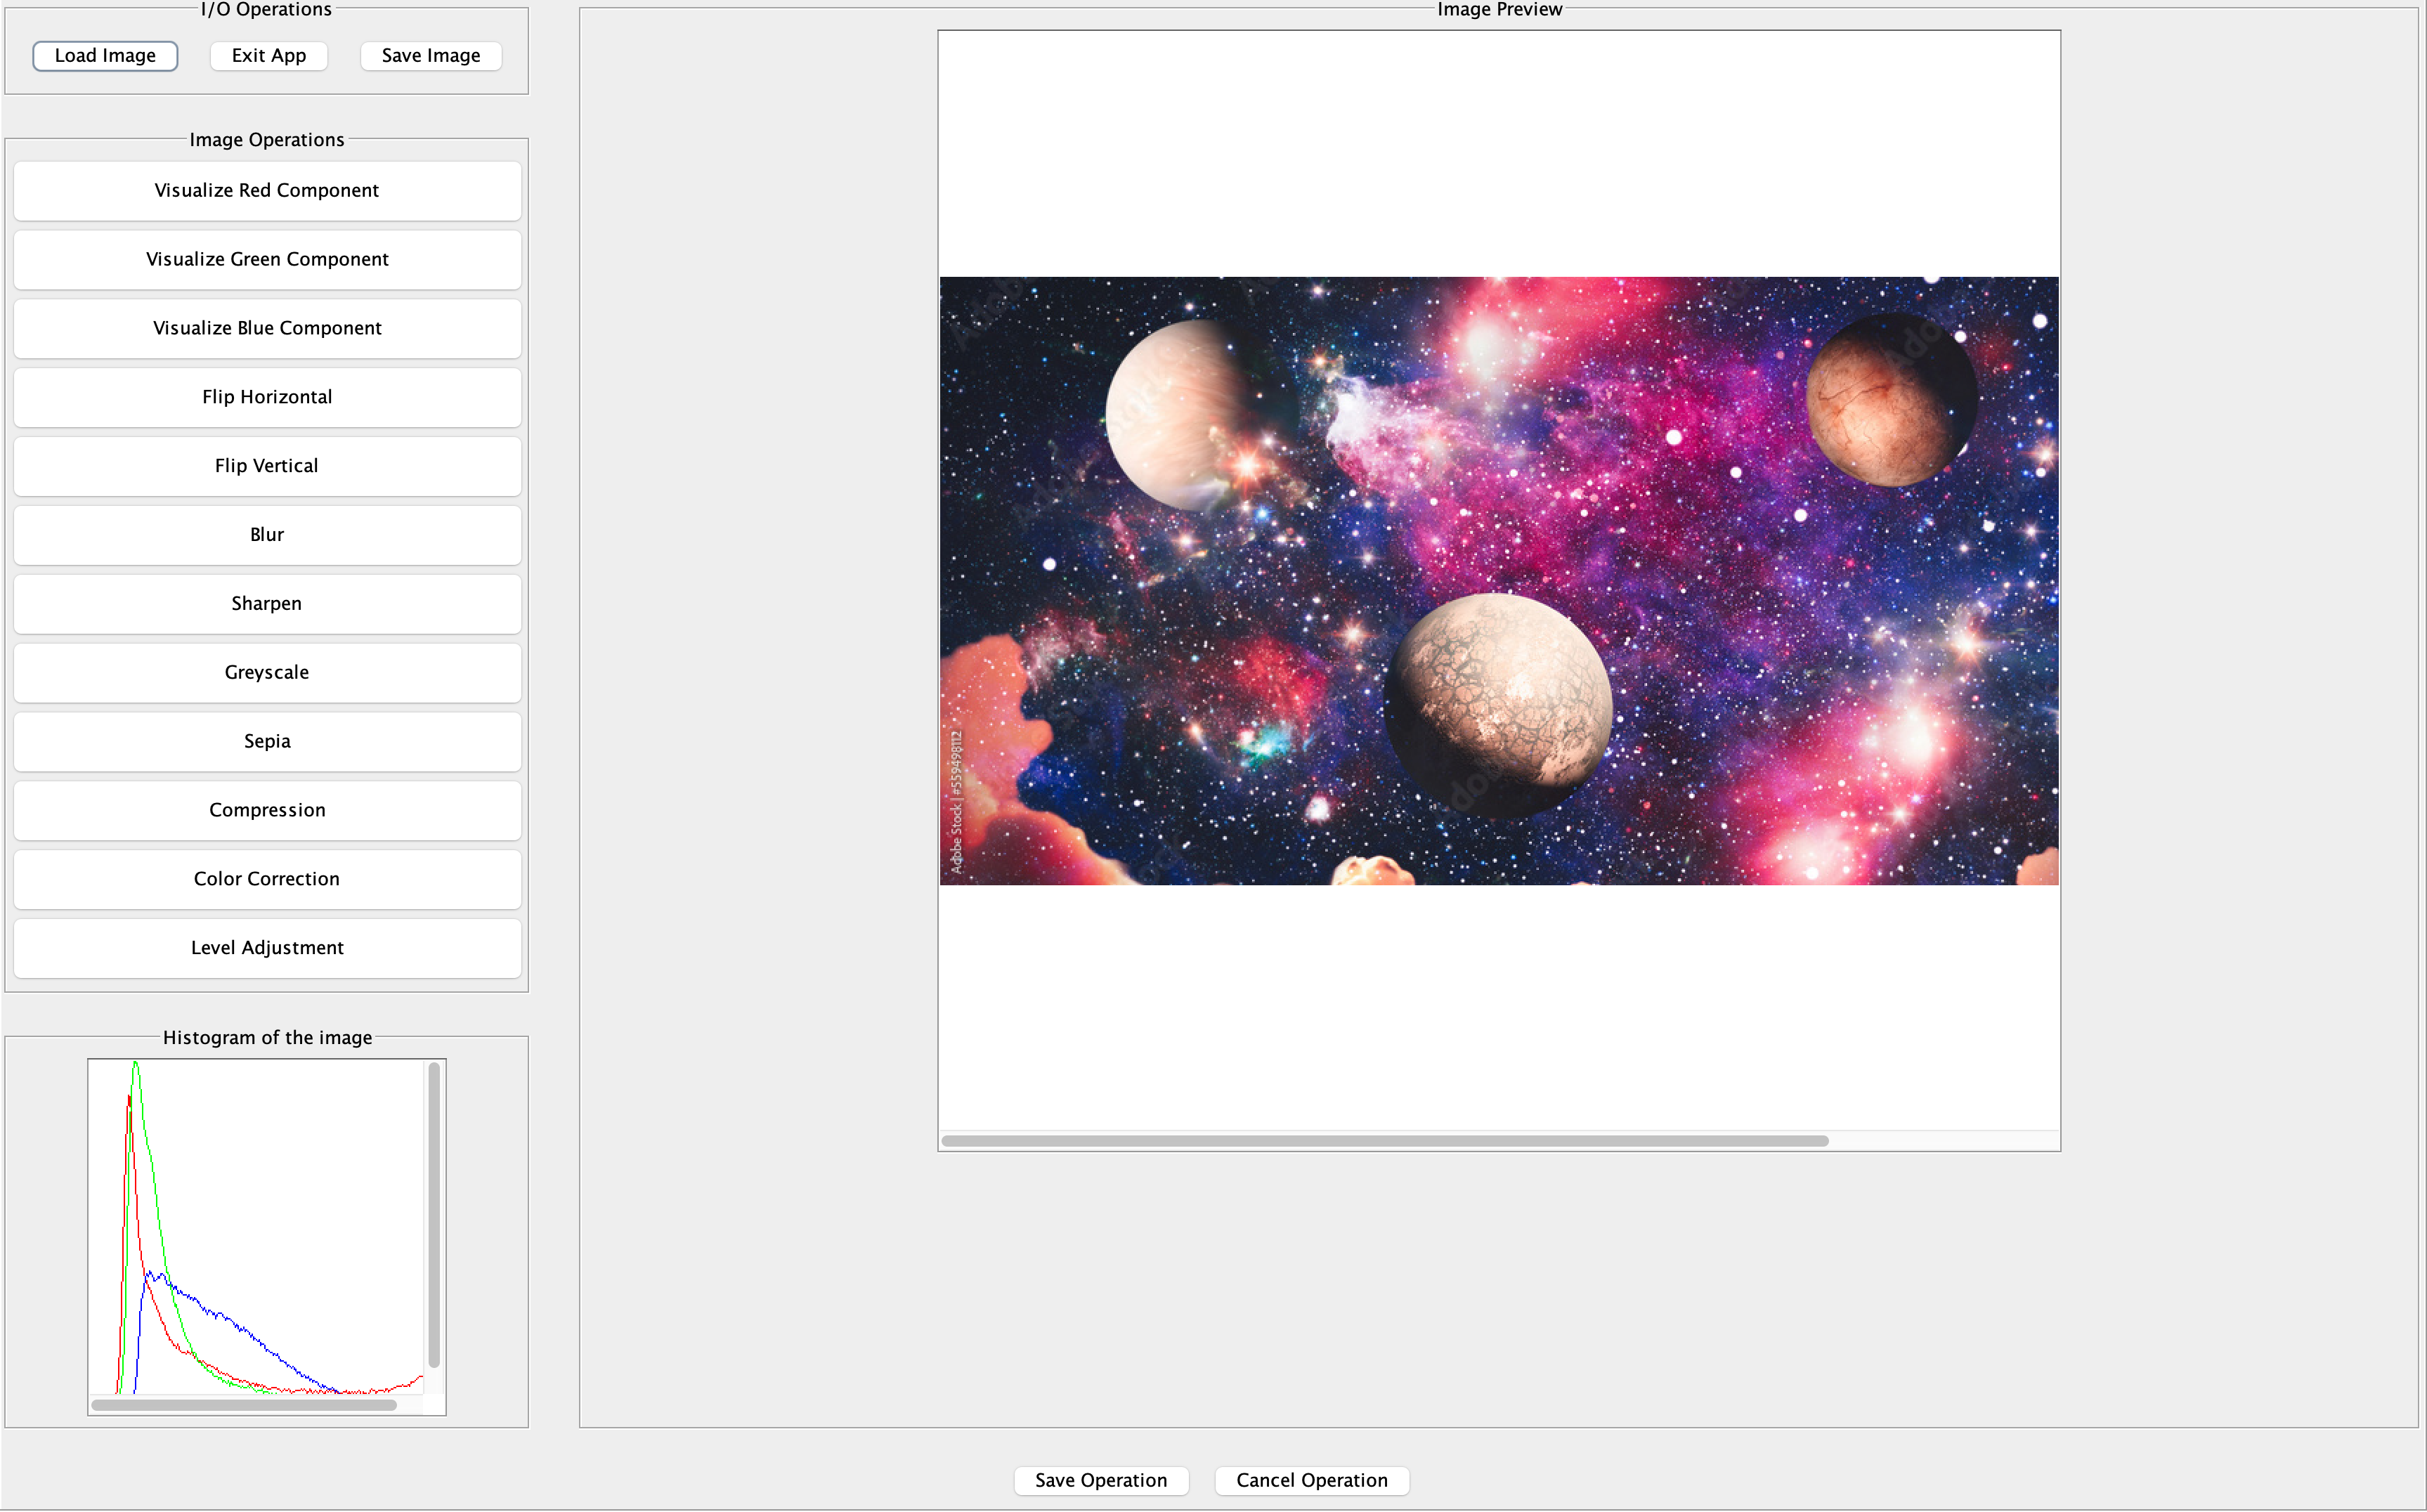 I/O Operations
Load Image
Exit App
Save Image
Image Operations
Visualize Red Component
Visualize Green Component
Visualize Blue Component
Flip Horizontal
Flip Vertical
Blur
Sharpen
Greyscale
Sepia
Compression
Color Correction
Level Adjustment
Histogram of the image
Image Preview
Adobe Stock | #559498112
Save Operation
Cancel Operation